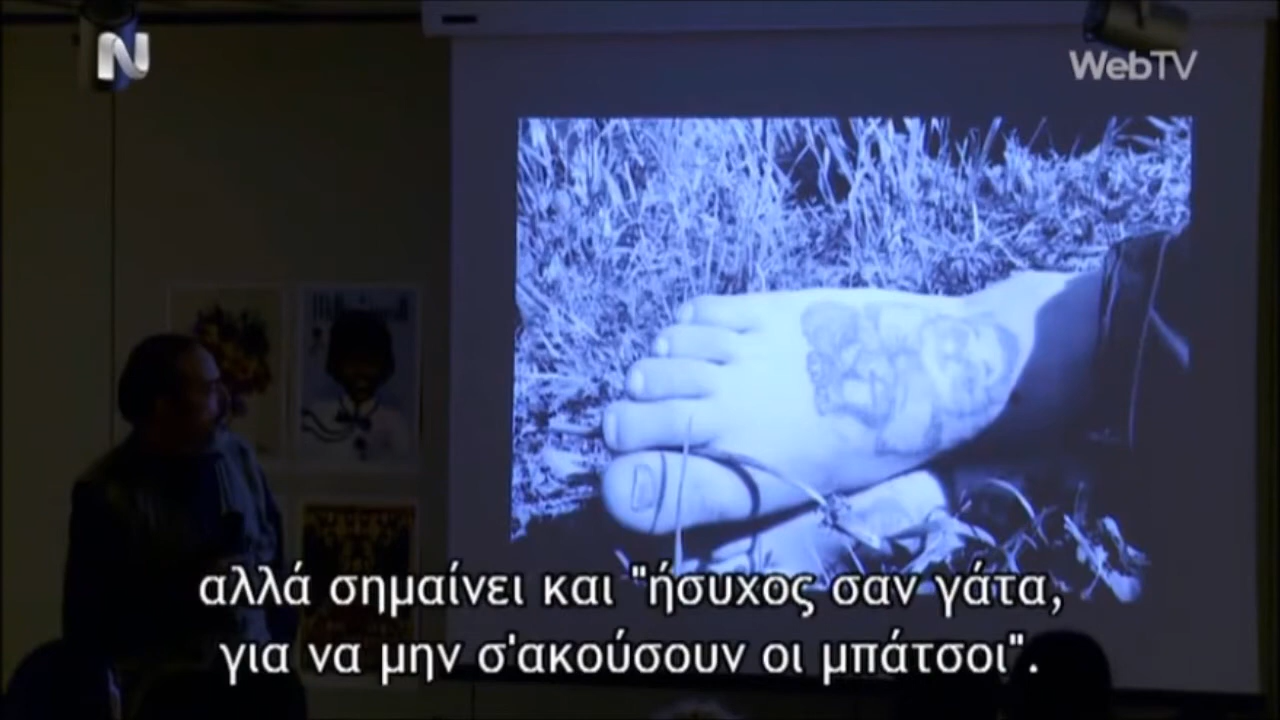 N
WebTV
αλλά σημαίνει και "ήσυχος σαν γάτα,
για να μην σ'ακούσουν οι μπάτσοι".